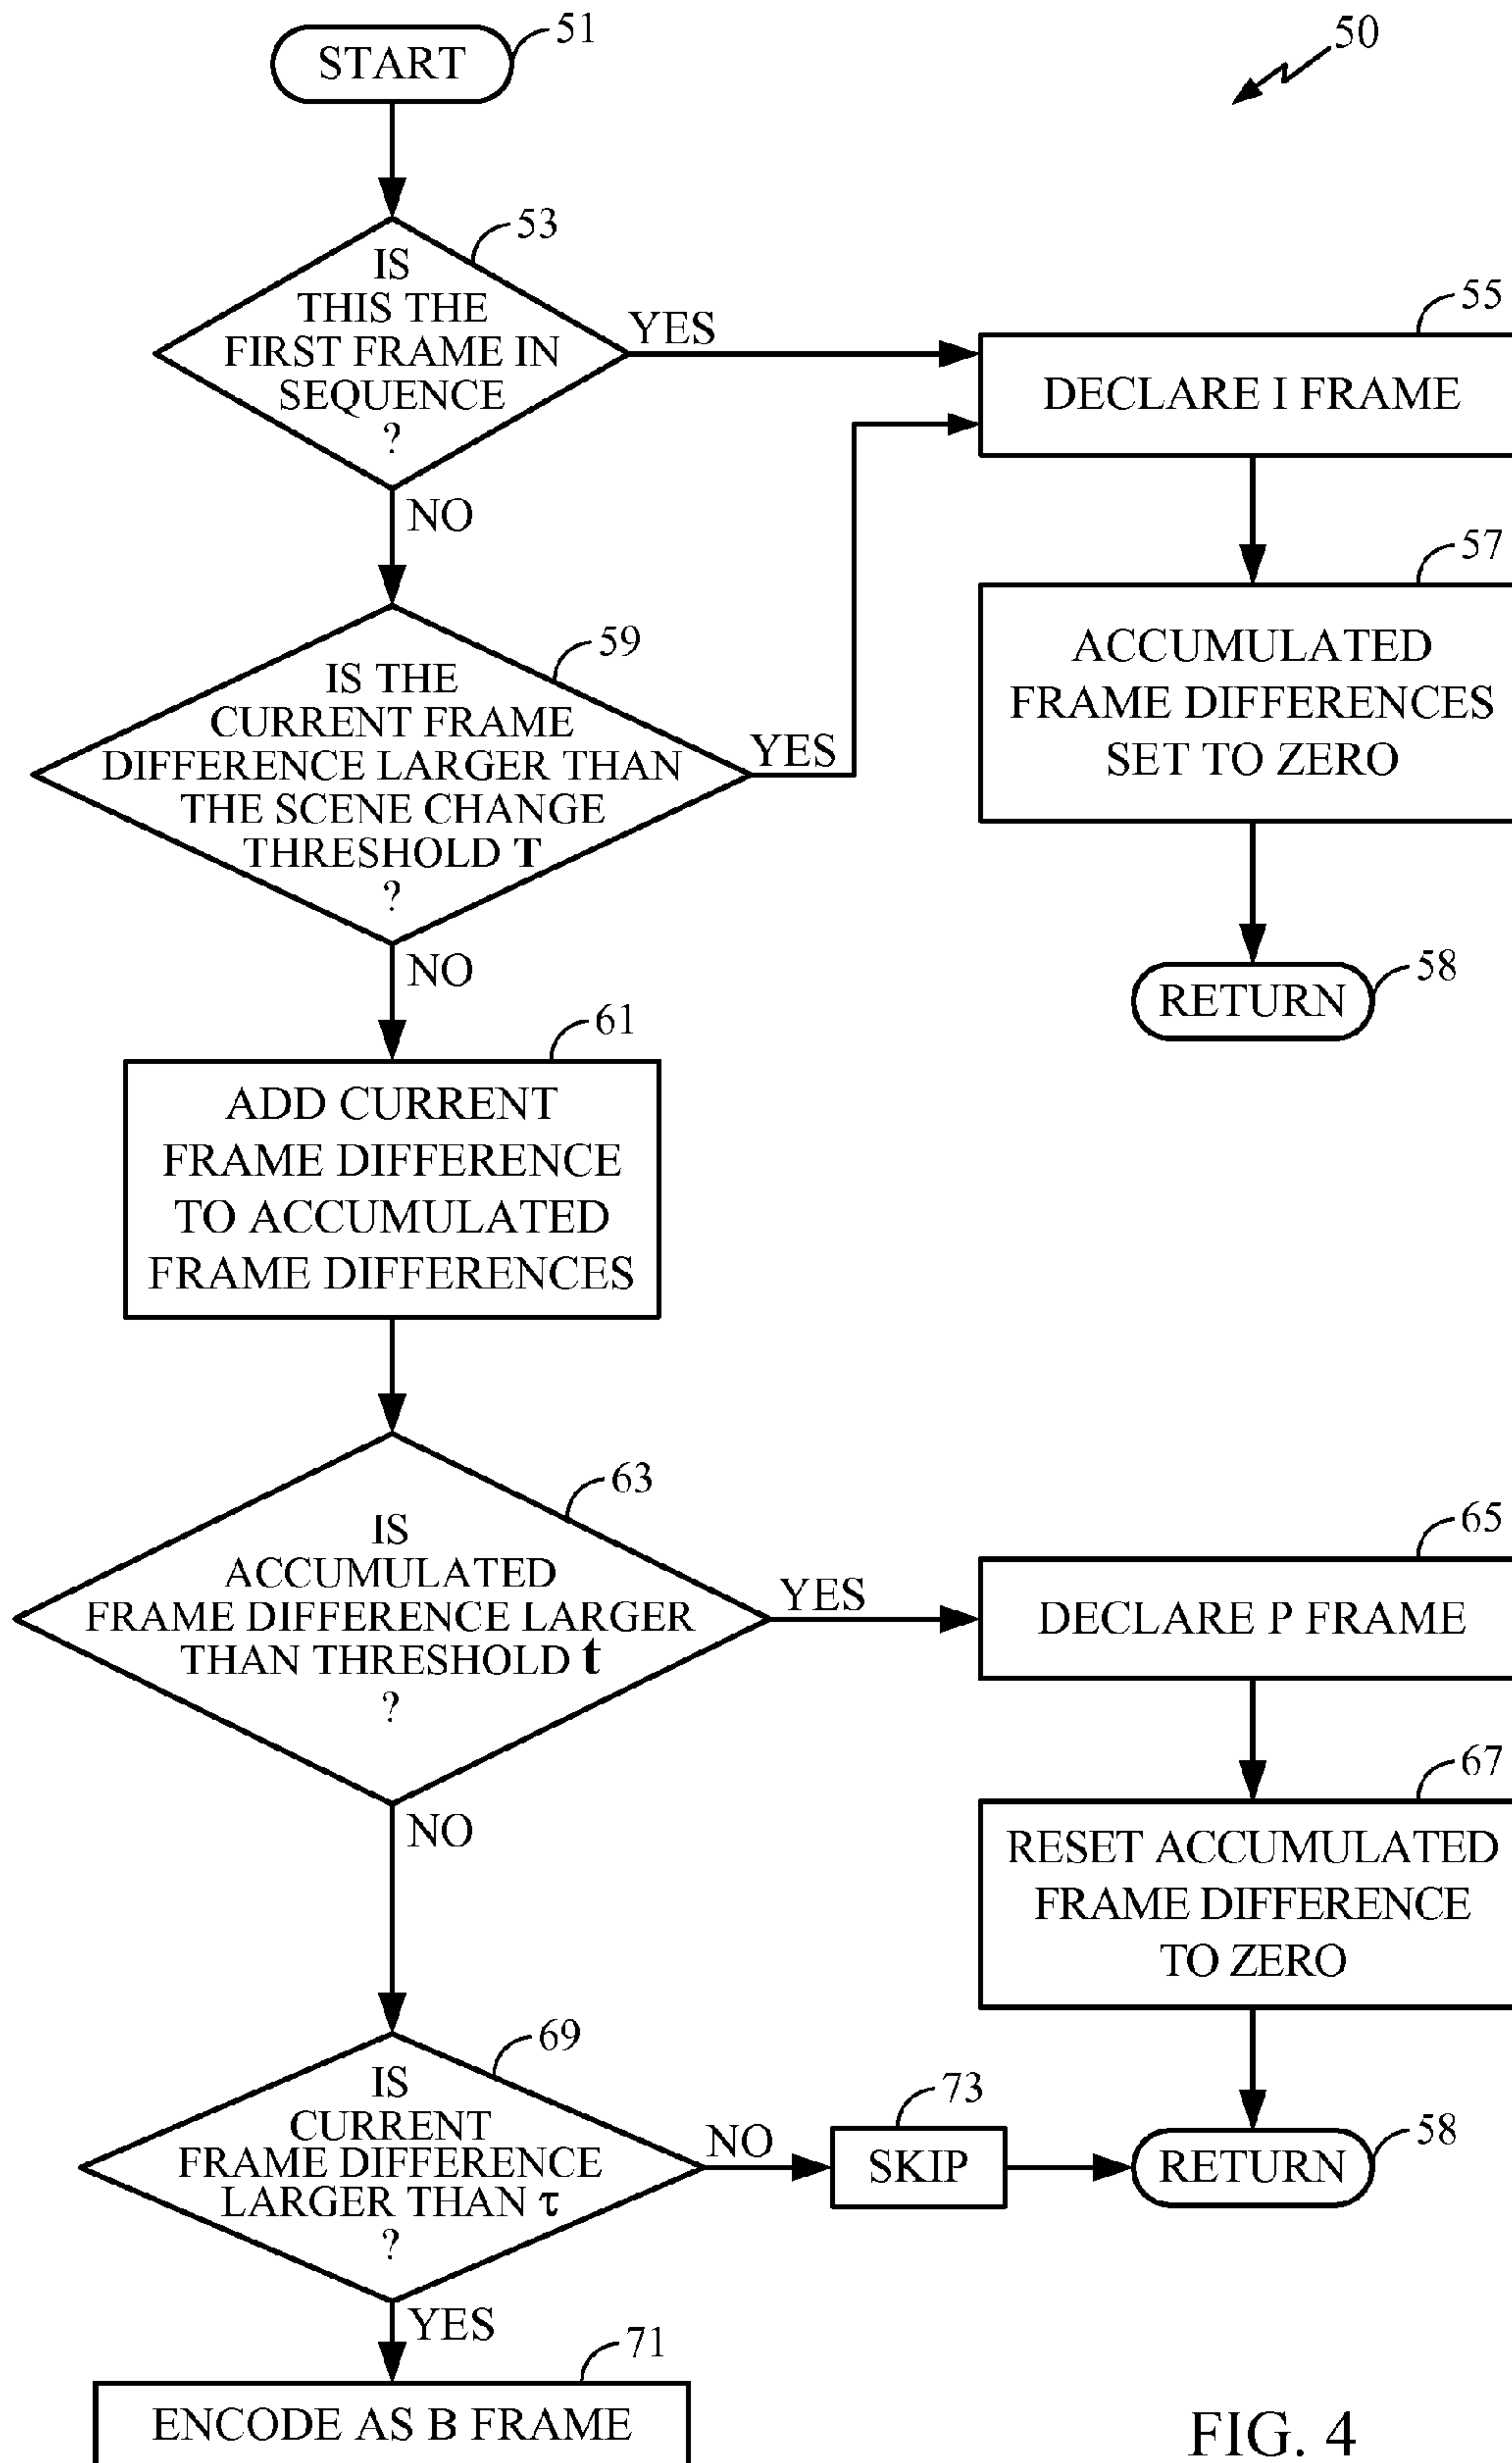 START
51
50
53
IS
THIS THE
FIRST FRAME IN
SEQUENCE
?
YES
NO
55
DECLARE I FRAME
57
ACCUMULATED
FRAME DIFFERENCES
SET TO ZERO
58
RETURN
59
IS THE
CURRENT FRAME
DIFFERENCE LARGER THAN
THE SCENE CHANGE
THRESHOLD T
?
YES
NO
61
ADD CURRENT
FRAME DIFFERENCE
TO ACCUMULATED
FRAME DIFFERENCES
63
IS
ACCUMULATED
FRAME DIFFERENCE LARGER
THAN THRESHOLD t
?
YES
NO
65
DECLARE P FRAME
67
RESET ACCUMULATED
FRAME DIFFERENCE
TO ZERO
69
IS
CURRENT
FRAME DIFFERENCE
LARGER THAN τ
?
NO
73
SKIP
58
RETURN
YES
71
ENCODE AS B FRAME
FIG. 4